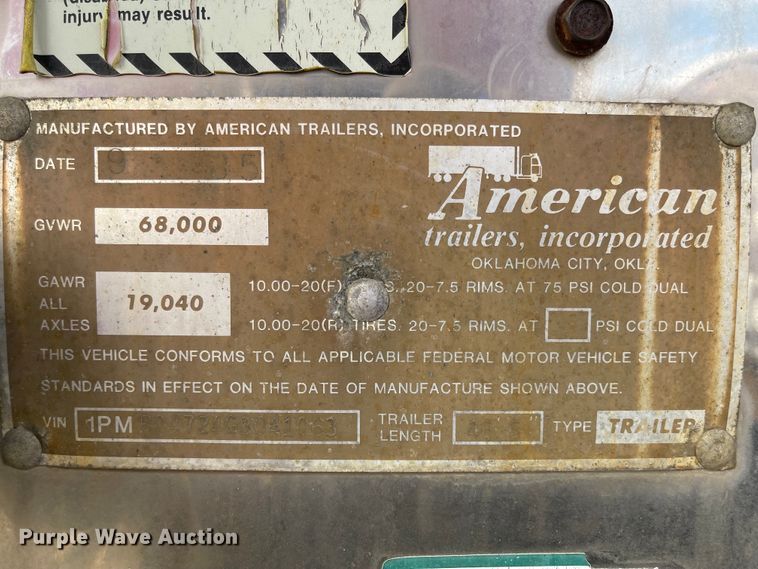 injury may result.
MANUFACTURED BY AMERICAN TRAILERS, INCORPORATED
DATE
American
trailers, incorporated
OKLAHOMA CITY, OKLA.
GVWR 68,000
GAWR ALL AXLES 19,040
10.00-20(F) 20-7.5 RIMS. AT 75 PSI COLD DUAL
10.00-20(R) TIRES. 20-7.5 RIMS. AT PSI COLD DUAL
THIS VEHICLE CONFORMS TO ALL APPLICABLE FEDERAL MOTOR VEHICLE SAFETY
STANDARDS IN EFFECT ON THE DATE OF MANUFACTURE SHOWN ABOVE.
VIN 1PM TRAILER LENGTH TYPE TRAILER
Purple Wave Auction